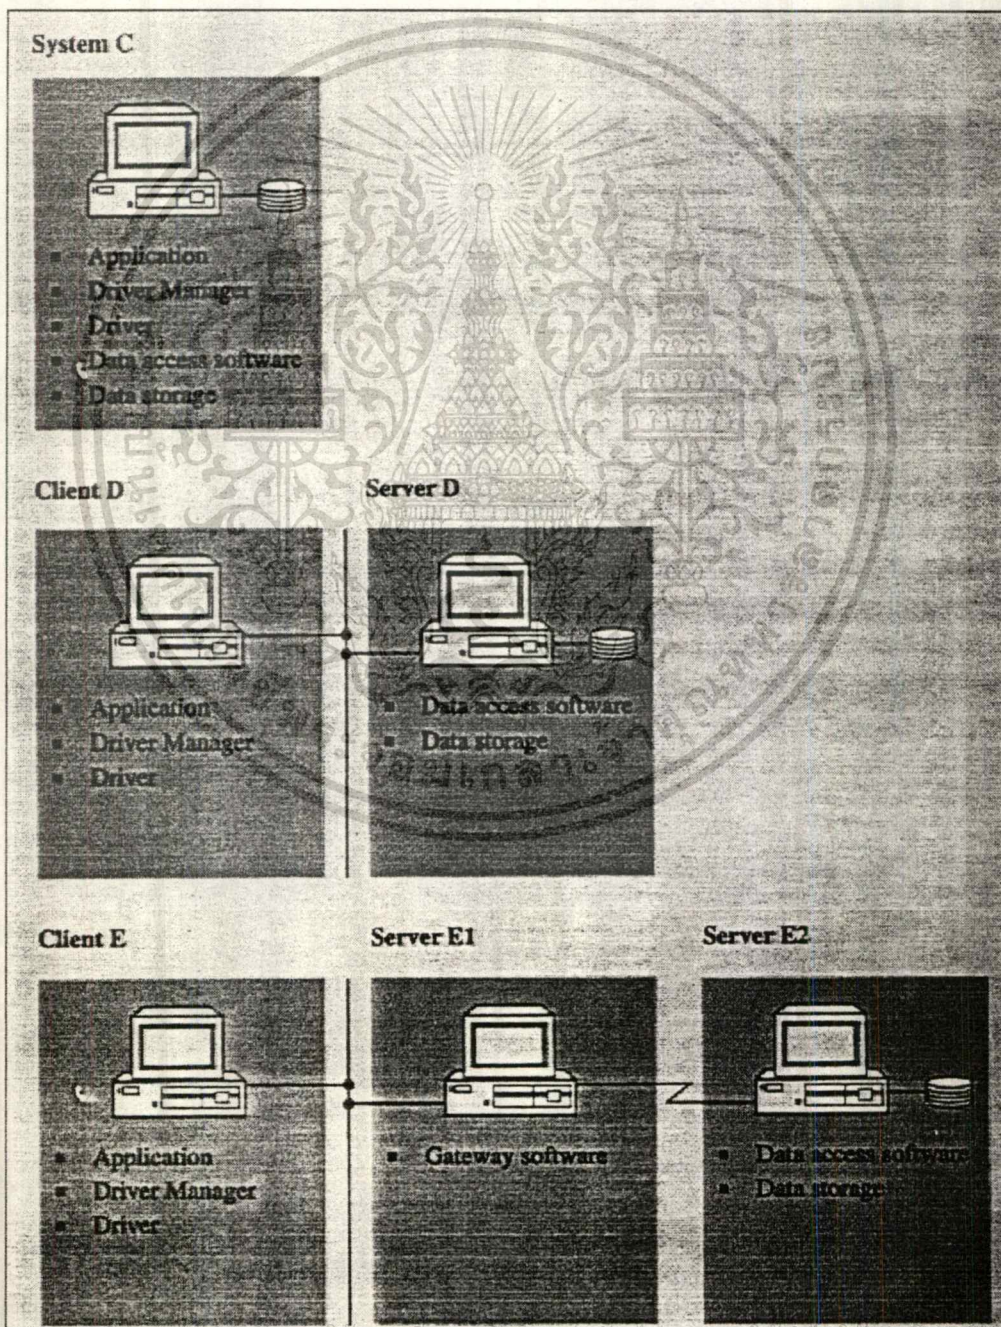 System C
▪ Application
▪ Driver Manager
▪ Driver
▪ Data access software
▪ Data storage
Client D
Server D
▪ Application
▪ Driver Manager
▪ Driver
▪ Data access software
▪ Data storage
Client E
Server E1
Server E2
▪ Application
▪ Driver Manager
▪ Driver
▪ Gateway software
▪ Data access software
▪ Data storage